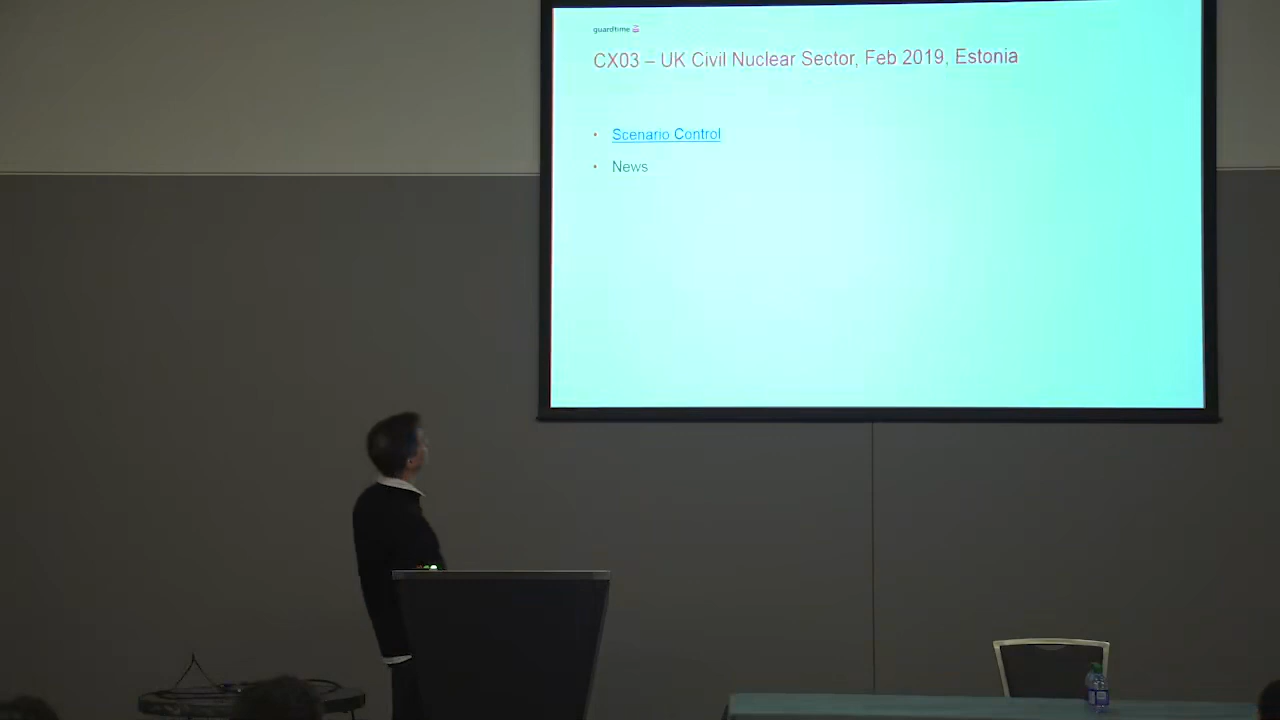 guardtime
CX03 – UK Civil Nuclear Sector, Feb 2019, Estonia
• Scenario Control
• News